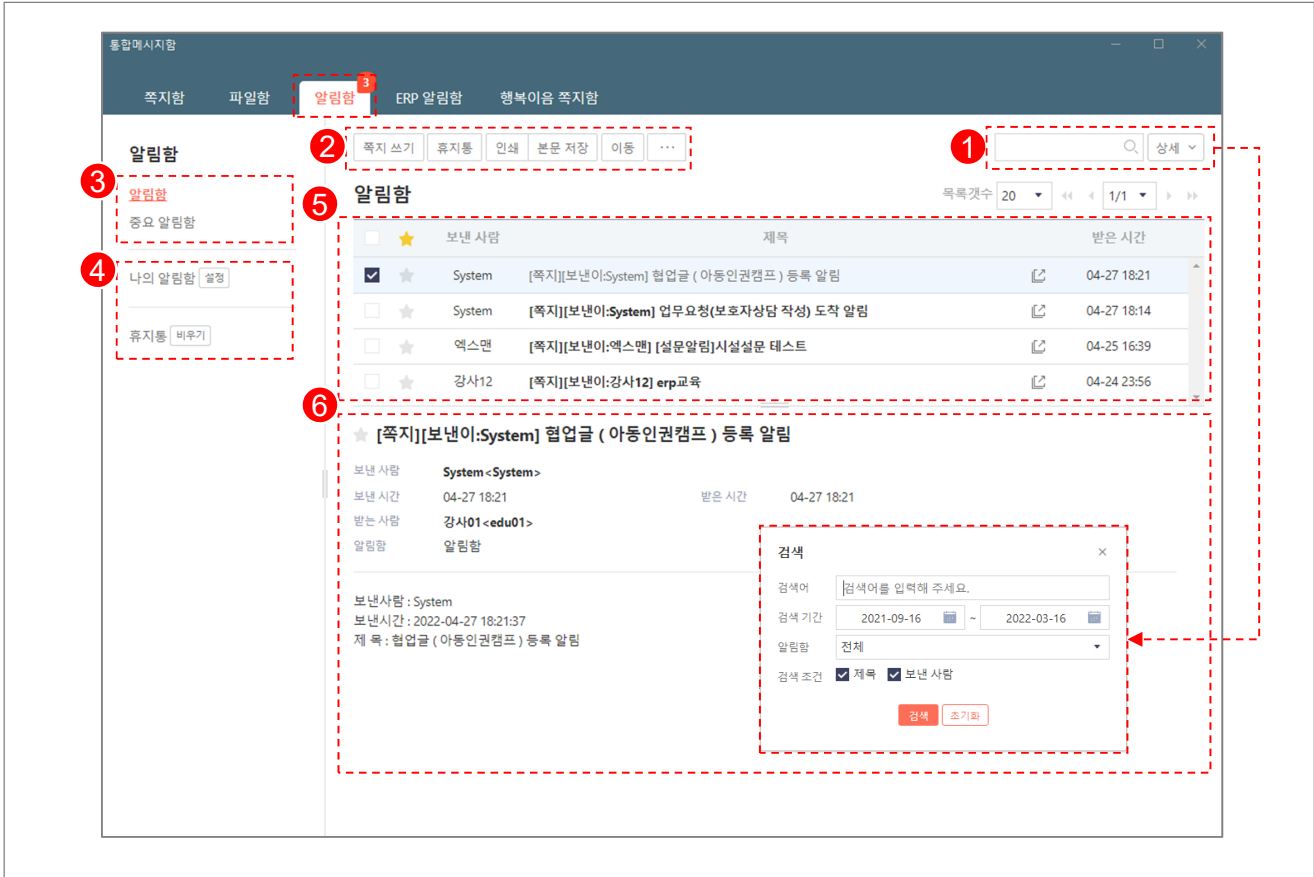 통합메시지함
쪽지함 파일함 알림함 3 ERP 알림함 행복이음 쪽지함
알림함
3
알림함
중요 알림함
4
나의 알림함 설정
휴지통 비우기
2 쪽지 쓰기 휴지통 인쇄 본문 저장 이동 ···
1 상세
5 알림함 목록갯수 20 1/1
보낸 사람 제목 받은 시간
System [쪽지][보낸이:System] 협업글 ( 아동인권캠프 ) 등록 알림 04-27 18:21
System [쪽지][보낸이:System] 업무요청(보호자상담 작성) 도착 알림 04-27 18:14
엑스맨 [쪽지][보낸이:엑스맨] [설문알림]시설설문 테스트 04-25 16:39
강사12 [쪽지][보낸이:강사12] erp교육 04-24 23:56
6
[쪽지][보낸이:System] 협업글 ( 아동인권캠프 ) 등록 알림
보낸 사람 System<System>
보낸 시간 04-27 18:21 받은 시간 04-27 18:21
받는 사람 강사01<edu01>
알림함 알림함
보낸사람 : System
보낸시간 : 2022-04-27 18:21:37
제 목 : 협업글 ( 아동인권캠프 ) 등록 알림
검색
검색어 검색어를 입력해 주세요.
검색 기간 2021-09-16 ~ 2022-03-16
알림함 전체
검색 조건 제목 보낸 사람
검색 초기화